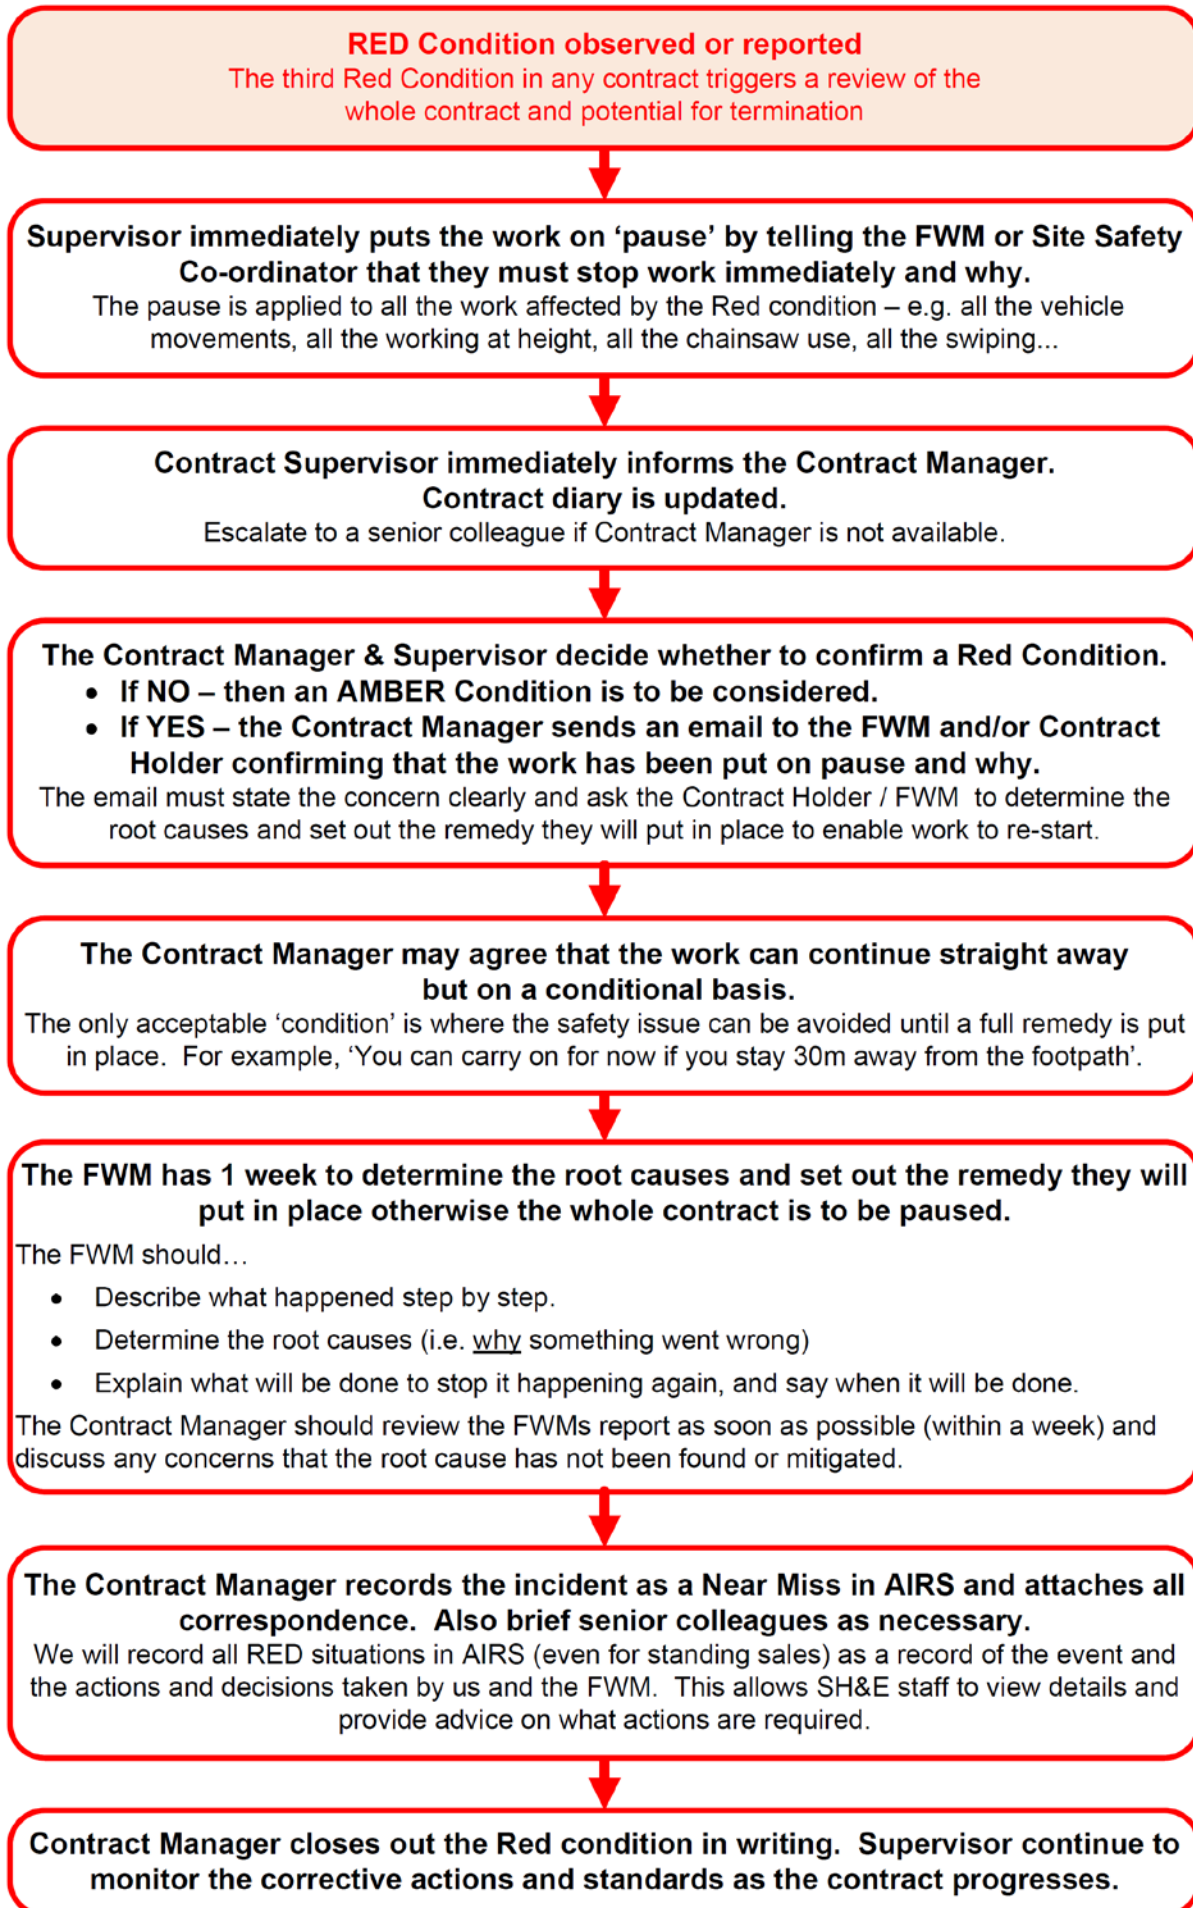 RED Condition observed or reported
The third Red Condition in any contract triggers a review of the
whole contract and potential for termination
Supervisor immediately puts the work on ‘pause’ by telling the FWM or Site Safety
Co-ordinator that they must stop work immediately and why.
The pause is applied to all the work affected by the Red condition – e.g. all the vehicle
movements, all the working at height, all the chainsaw use, all the swiping...
Contract Supervisor immediately informs the Contract Manager.
Contract diary is updated.
Escalate to a senior colleague if Contract Manager is not available.
The Contract Manager & Supervisor decide whether to confirm a Red Condition.
• If NO – then an AMBER Condition is to be considered.
• If YES – the Contract Manager sends an email to the FWM and/or Contract
Holder confirming that the work has been put on pause and why.
The email must state the concern clearly and ask the Contract Holder / FWM to determine the
root causes and set out the remedy they will put in place to enable work to re-start.
The Contract Manager may agree that the work can continue straight away
but on a conditional basis.
The only acceptable ‘condition’ is where the safety issue can be avoided until a full remedy is put
in place. For example, ‘You can carry on for now if you stay 30m away from the footpath’.
The FWM has 1 week to determine the root causes and set out the remedy they will
put in place otherwise the whole contract is to be paused.
The FWM should…
• Describe what happened step by step.
• Determine the root causes (i.e. why something went wrong)
• Explain what will be done to stop it happening again, and say when it will be done.
The Contract Manager should review the FWMs report as soon as possible (within a week) and
discuss any concerns that the root cause has not been found or mitigated.
The Contract Manager records the incident as a Near Miss in AIRS and attaches all
correspondence. Also brief senior colleagues as necessary.
We will record all RED situations in AIRS (even for standing sales) as a record of the event and
the actions and decisions taken by us and the FWM. This allows SH&E staff to view details and
provide advice on what actions are required.
Contract Manager closes out the Red condition in writing. Supervisor continue to
monitor the corrective actions and standards as the contract progresses.